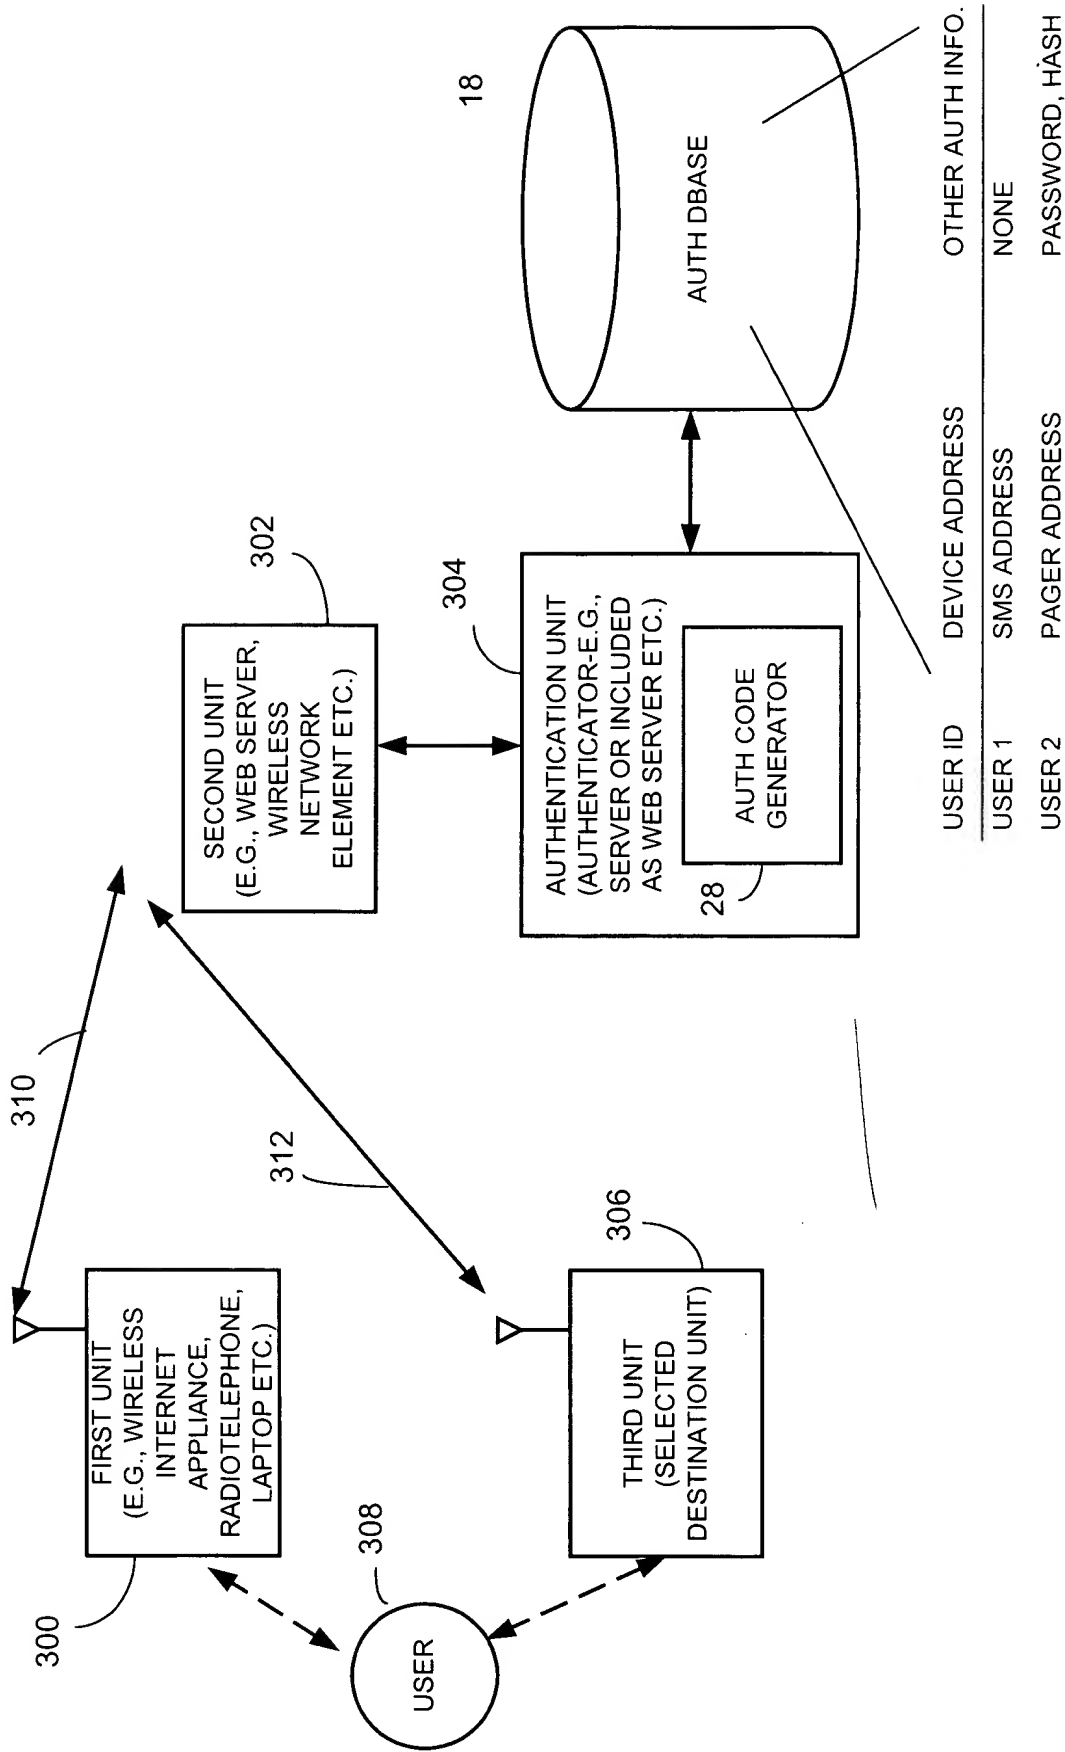 300
FIRST UNIT
(E.G., WIRELESS
INTERNET
APPLIANCE,
RADIOTELEPHONE,
LAPTOP ETC.)
310
308
USER
312
306
THIRD UNIT
(SELECTED
DESTINATION UNIT)
302
SECOND UNIT
(E.G., WEB SERVER,
WIRELESS
NETWORK
ELEMENT ETC.)
304
AUTHENTICATION UNIT
(AUTHENTICATOR-E.G.,
SERVER OR INCLUDED
AS WEB SERVER ETC.)
28
AUTH CODE
GENERATOR
18
AUTH DBASE
USER ID DEVICE ADDRESS OTHER AUTH INFO.
USER 1 SMS ADDRESS NONE
USER 2 PAGER ADDRESS PASSWORD, HASH